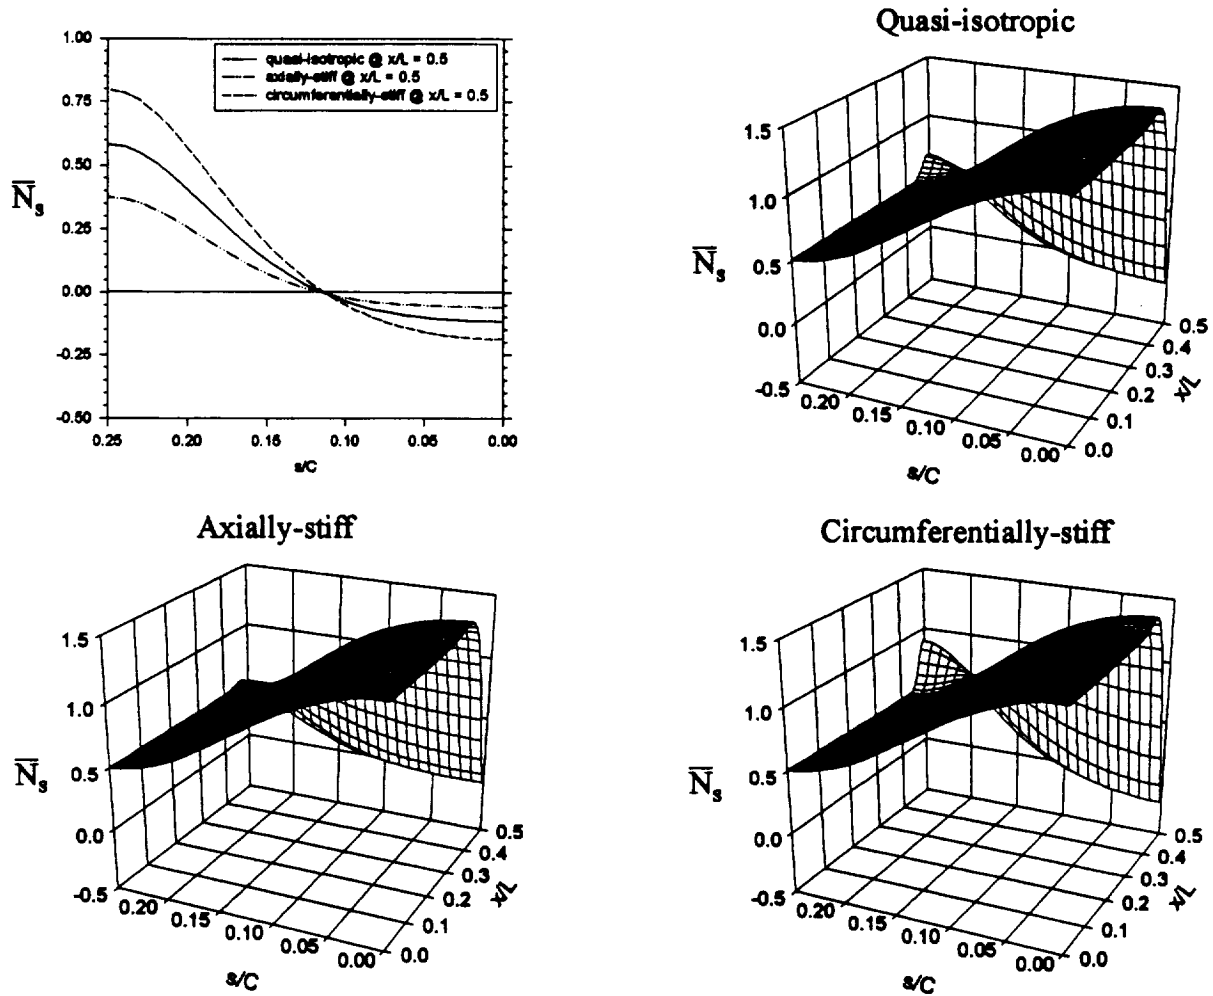 1.00
0.75
0.50
0.25
0.00
-0.25
-0.50
N̅s
quasi-isotropic @ x/L = 0.5
axially-stiff @ x/L = 0.5
circumferentially-stiff @ x/L = 0.5
0.25 0.20 0.15 0.10 0.05 0.00
s/C
Quasi-isotropic
1.5
1.0
0.5
0.0
-0.5
N̅s
0.20 0.15 0.10 0.05 0.00
s/C
0.5
0.4
0.3
0.2
0.1
0.0
x/L
Axially-stiff
1.5
1.0
0.5
0.0
-0.5
N̅s
0.20 0.15 0.10 0.05 0.00
s/C
0.5
0.4
0.3
0.2
0.1
0.0
x/L
Circumferentially-stiff
1.5
1.0
0.5
0.0
-0.5
N̅s
0.20 0.15 0.10 0.05 0.00
s/C
0.5
0.4
0.3
0.2
0.1
0.0
x/L